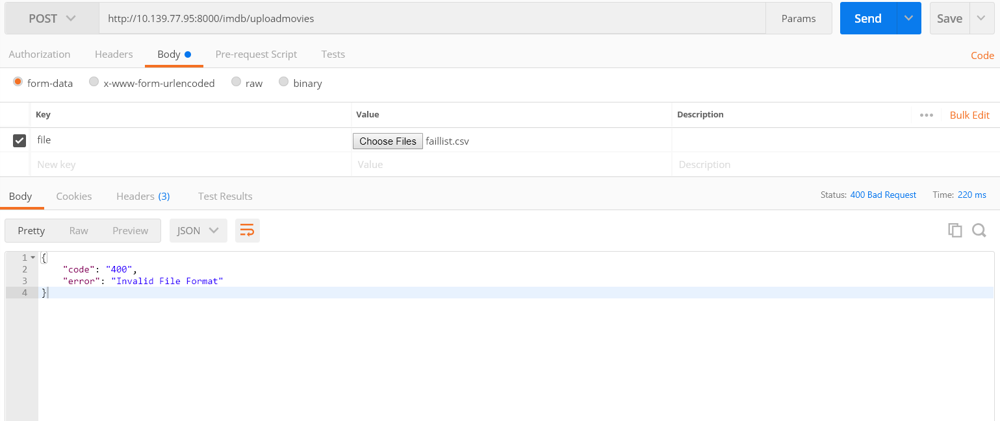 POST http://10.139.77.95:8000/imdb/uploadmovies Params Send Save
Authorization Headers Body Pre-request Script Tests Code
form-data x-www-form-urlencoded raw binary
Key Value Description Bulk Edit
file Choose Files faillist.csv
New key Value Description
Body Cookies Headers (3) Test Results Status: 400 Bad Request Time: 220 ms
Pretty Raw Preview JSON
1 {
2 "code": "400",
3 "error": "Invalid File Format"
4 }